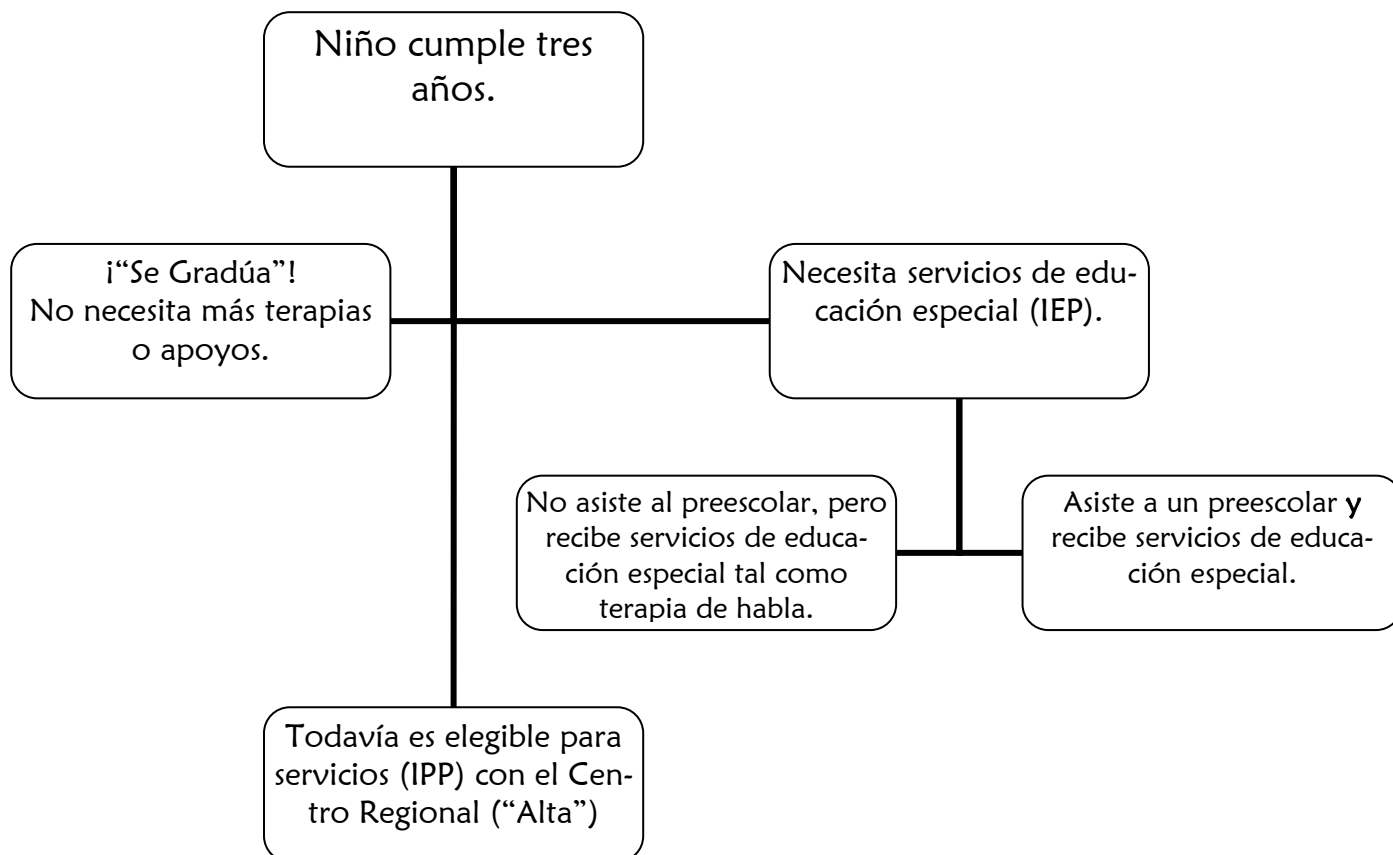 Niño cumple tres
años.
¡“Se Gradúa”!
No necesita más terapias
o apoyos.
Necesita servicios de edu-
cación especial (IEP).
No asiste al preescolar, pero
recibe servicios de educa-
ción especial tal como
terapia de habla.
Asiste a un preescolar y
recibe servicios de educa-
ción especial.
Todavía es elegible para
servicios (IPP) con el Cen-
tro Regional (“Alta”)